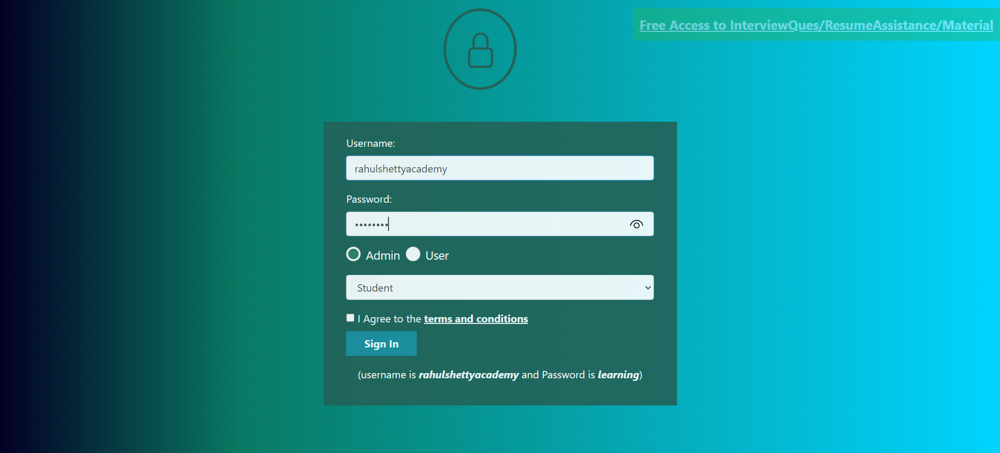 Free Access to InterviewQues/ResumeAssistance/Material
Username:
rahulshettyacademy
Password:
••••••••
Admin User
Student
I Agree to the terms and conditions
Sign In
(username is rahulshettyacademy and Password is learning)